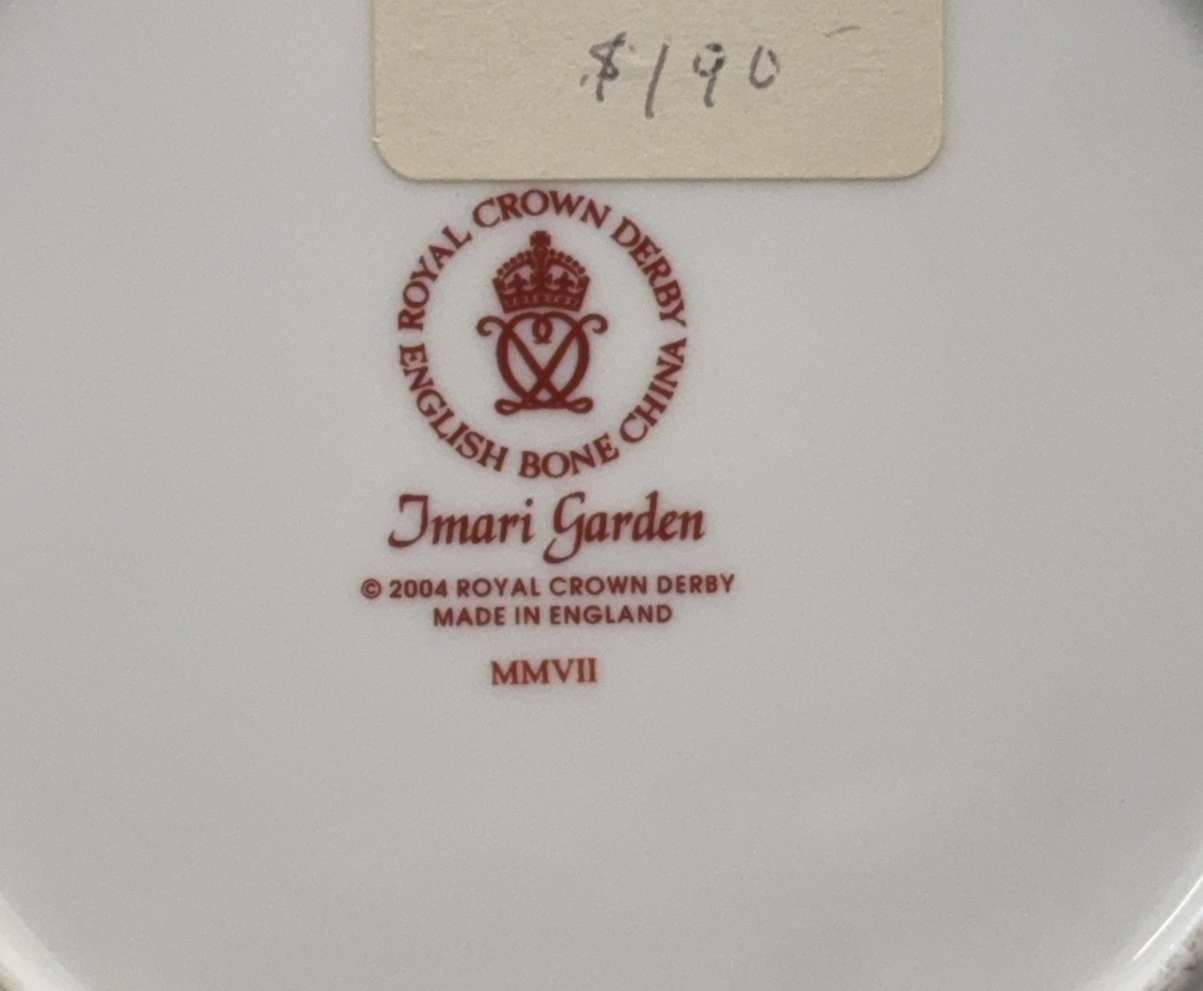 $190
ROYAL CROWN DERBY
ENGLISH BONE CHINA
Imari Garden
© 2004 ROYAL CROWN DERBY
MADE IN ENGLAND
MMVII